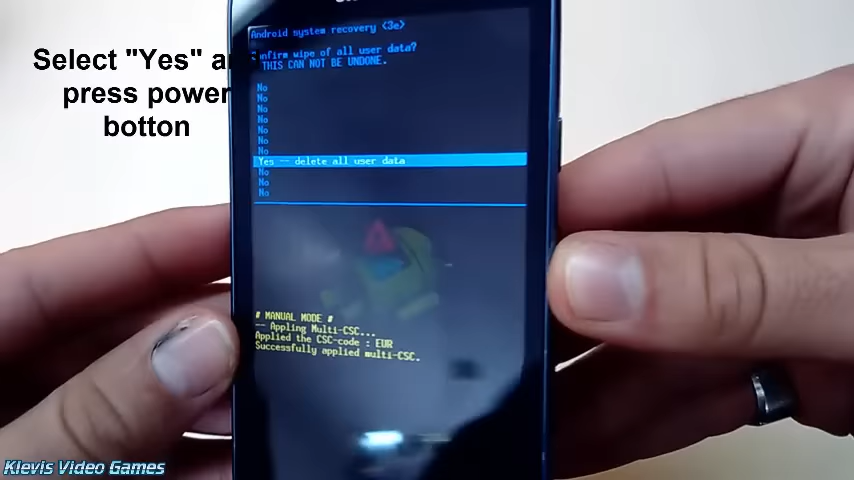 Android system recovery <3e>
Confirm wipe of all user data?
THIS CAN NOT BE UNDONE.
Select "Yes"
press power
botton
No
No
No
No
No
No
No
Yes -- delete all user data
No
No
No
# MANUAL MODE #
-- Appling Multi-CSC...
Applied the CSC-code : EUR
Successfully applied multi-CSC.
Klevis Video Games